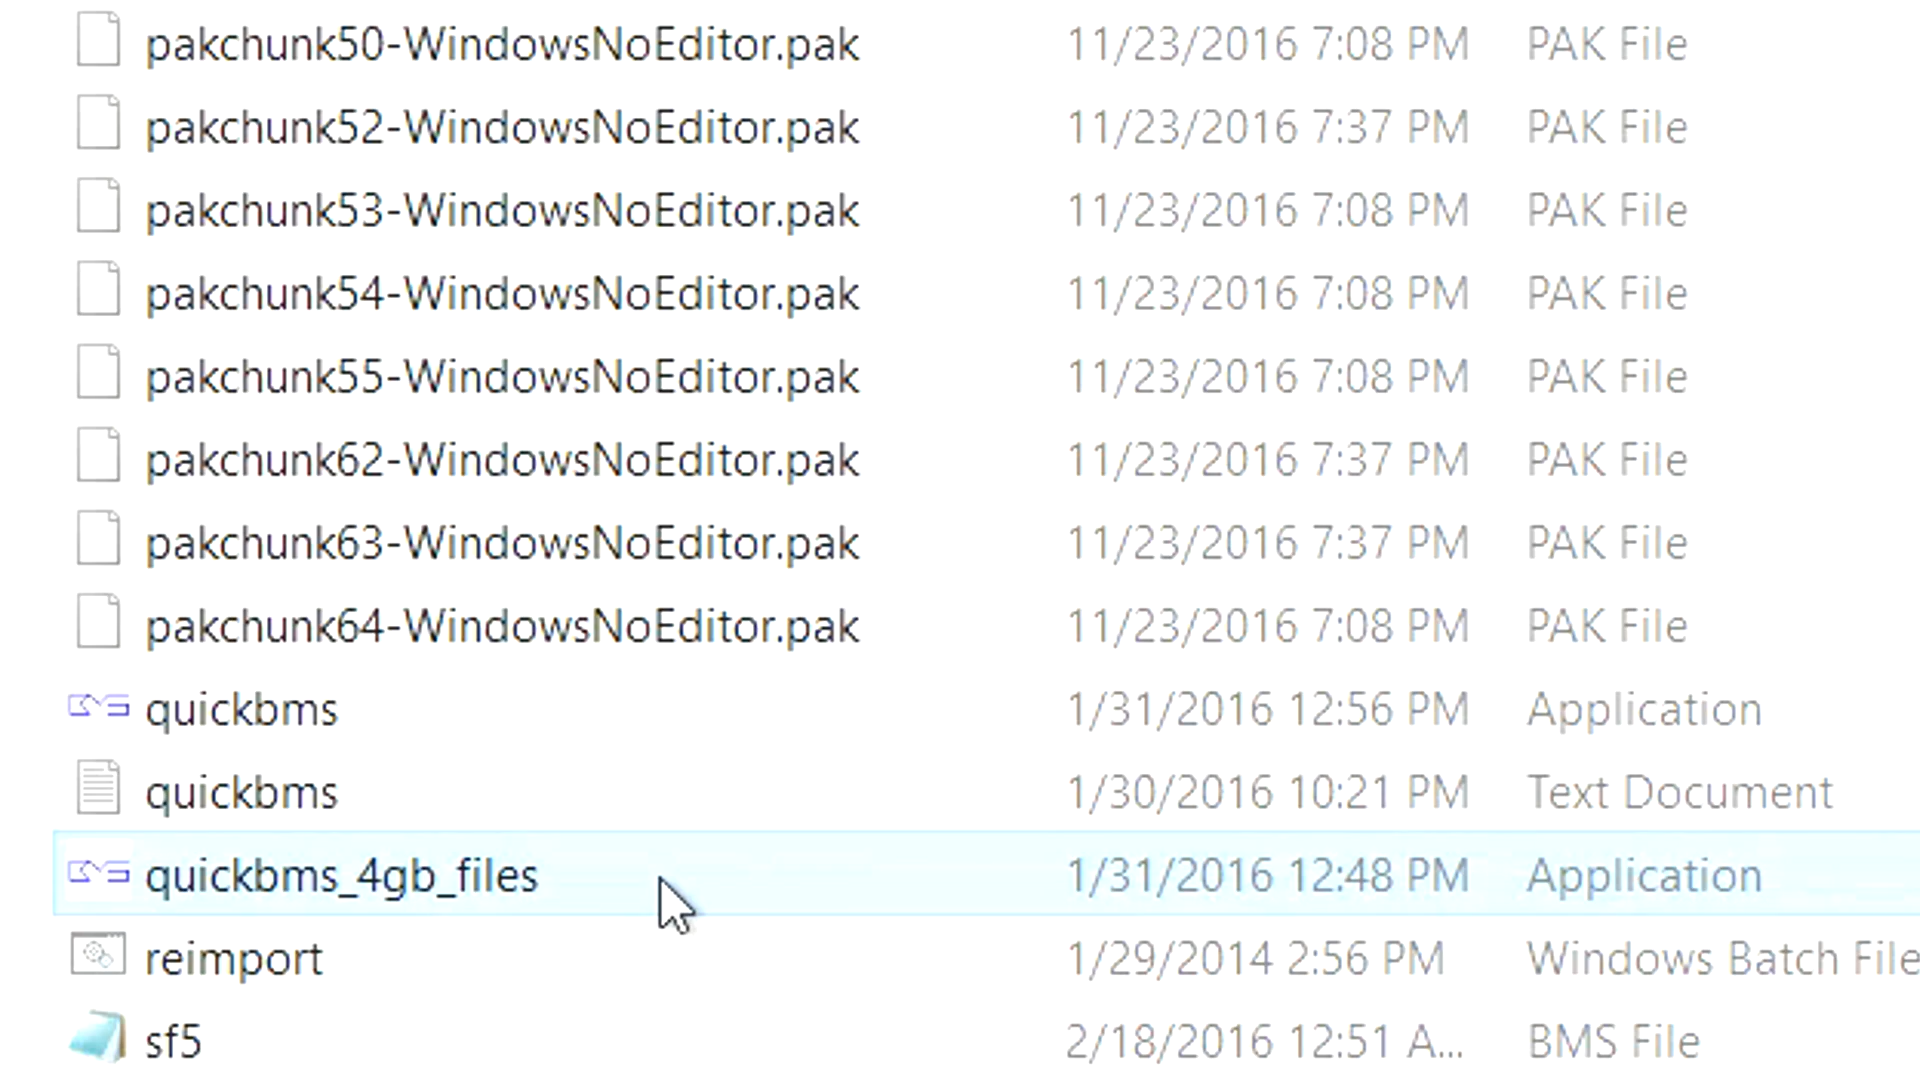 pakchunk50-WindowsNoEditor.pak 11/23/2016 7:08 PM PAK File
pakchunk52-WindowsNoEditor.pak 11/23/2016 7:37 PM PAK File
pakchunk53-WindowsNoEditor.pak 11/23/2016 7:08 PM PAK File
pakchunk54-WindowsNoEditor.pak 11/23/2016 7:08 PM PAK File
pakchunk55-WindowsNoEditor.pak 11/23/2016 7:08 PM PAK File
pakchunk62-WindowsNoEditor.pak 11/23/2016 7:37 PM PAK File
pakchunk63-WindowsNoEditor.pak 11/23/2016 7:37 PM PAK File
pakchunk64-WindowsNoEditor.pak 11/23/2016 7:08 PM PAK File
quickbms 1/31/2016 12:56 PM Application
quickbms 1/30/2016 10:21 PM Text Document
quickbms_4gb_files 1/31/2016 12:48 PM Application
reimport 1/29/2014 2:56 PM Windows Batch File
sf5 2/18/2016 12:51 A... BMS File